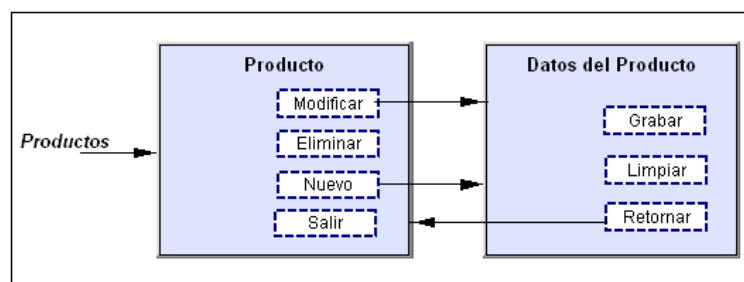 Productos
Producto
Modificar
Eliminar
Nuevo
Salir
Datos del Producto
Grabar
Limpiar
Retornar